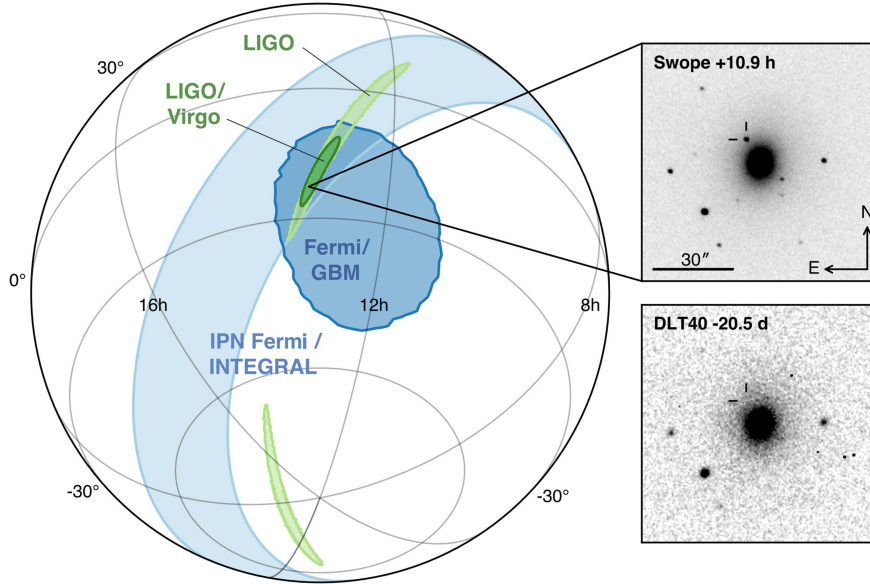 LIGO
30°
LIGO/
Virgo
Fermi/
GBM
0°
16h
12h
8h
IPN Fermi /
INTEGRAL
-30°
-30°
Swope +10.9 h
N
30″
E
DLT40 -20.5 d